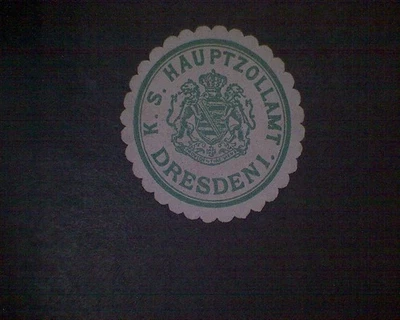 K. S. HAUPTZOLLAMT
DRESDEN I.